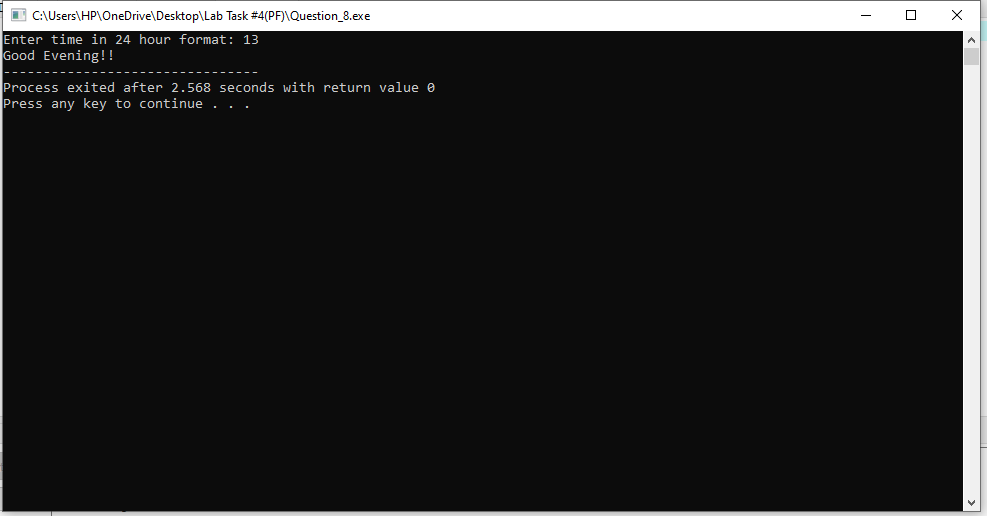 C:\Users\HP\OneDrive\Desktop\Lab Task #4(PF)\Question_8.exe
Enter time in 24 hour format: 13
Good Evening!!
--------------------------------
Process exited after 2.568 seconds with return value 0
Press any key to continue . . .